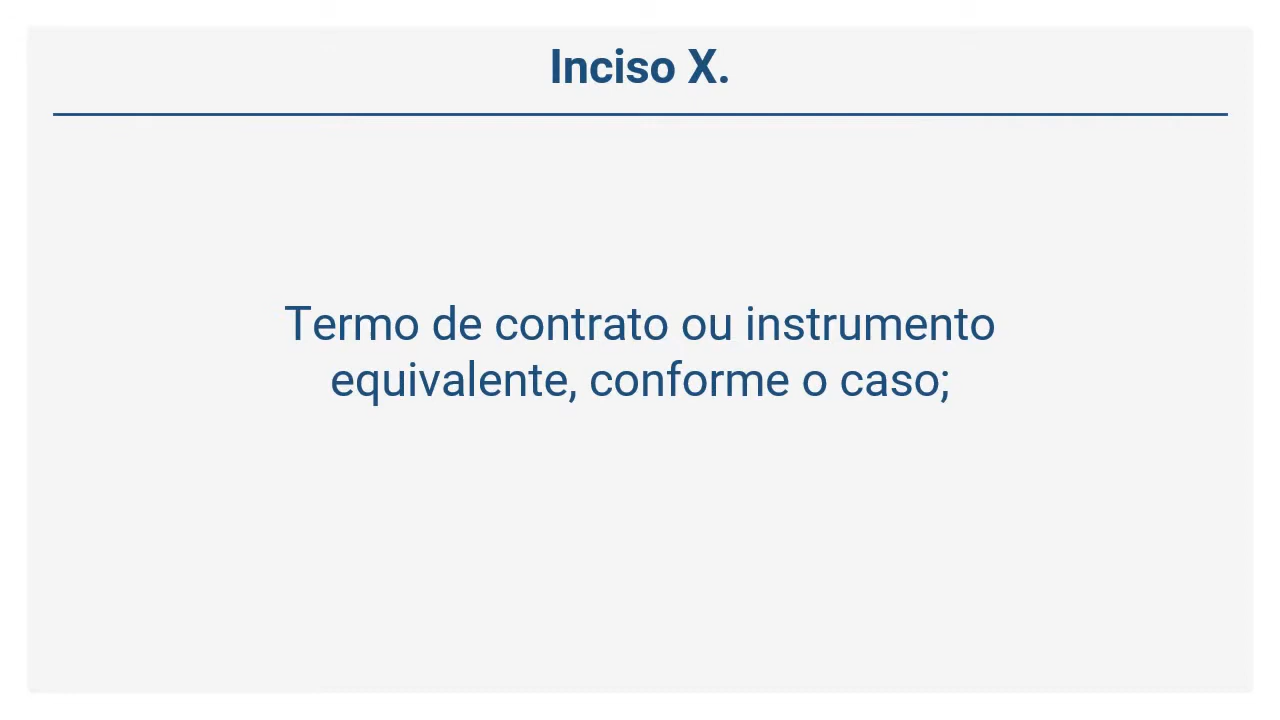 Inciso X.
Termo de contrato ou instrumento
equivalente, conforme o caso;